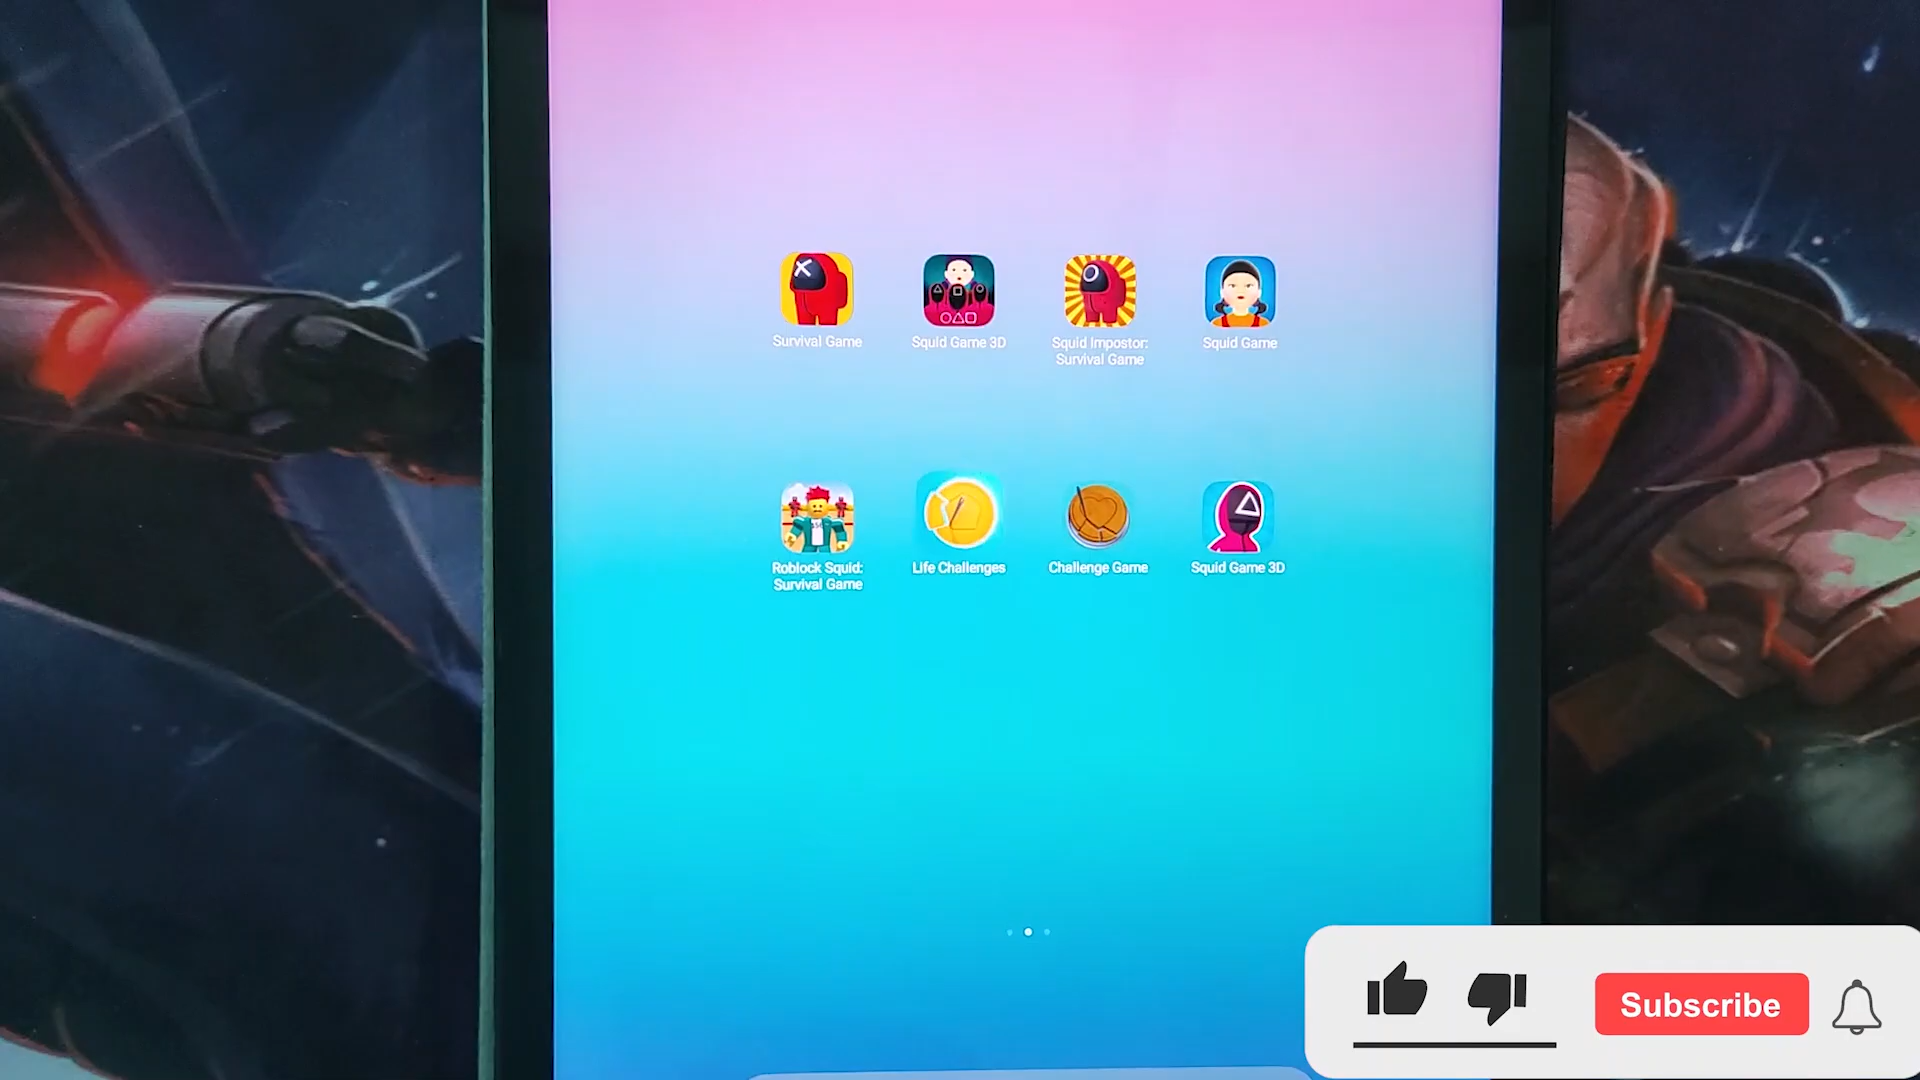 Survival Game
Squid Game 3D
Squid Impostor:
Survival Game
Squid Game
Roblock Squid:
Survival Game
Life Challenges
Challenge Game
Squid Game 3D
Subscribe